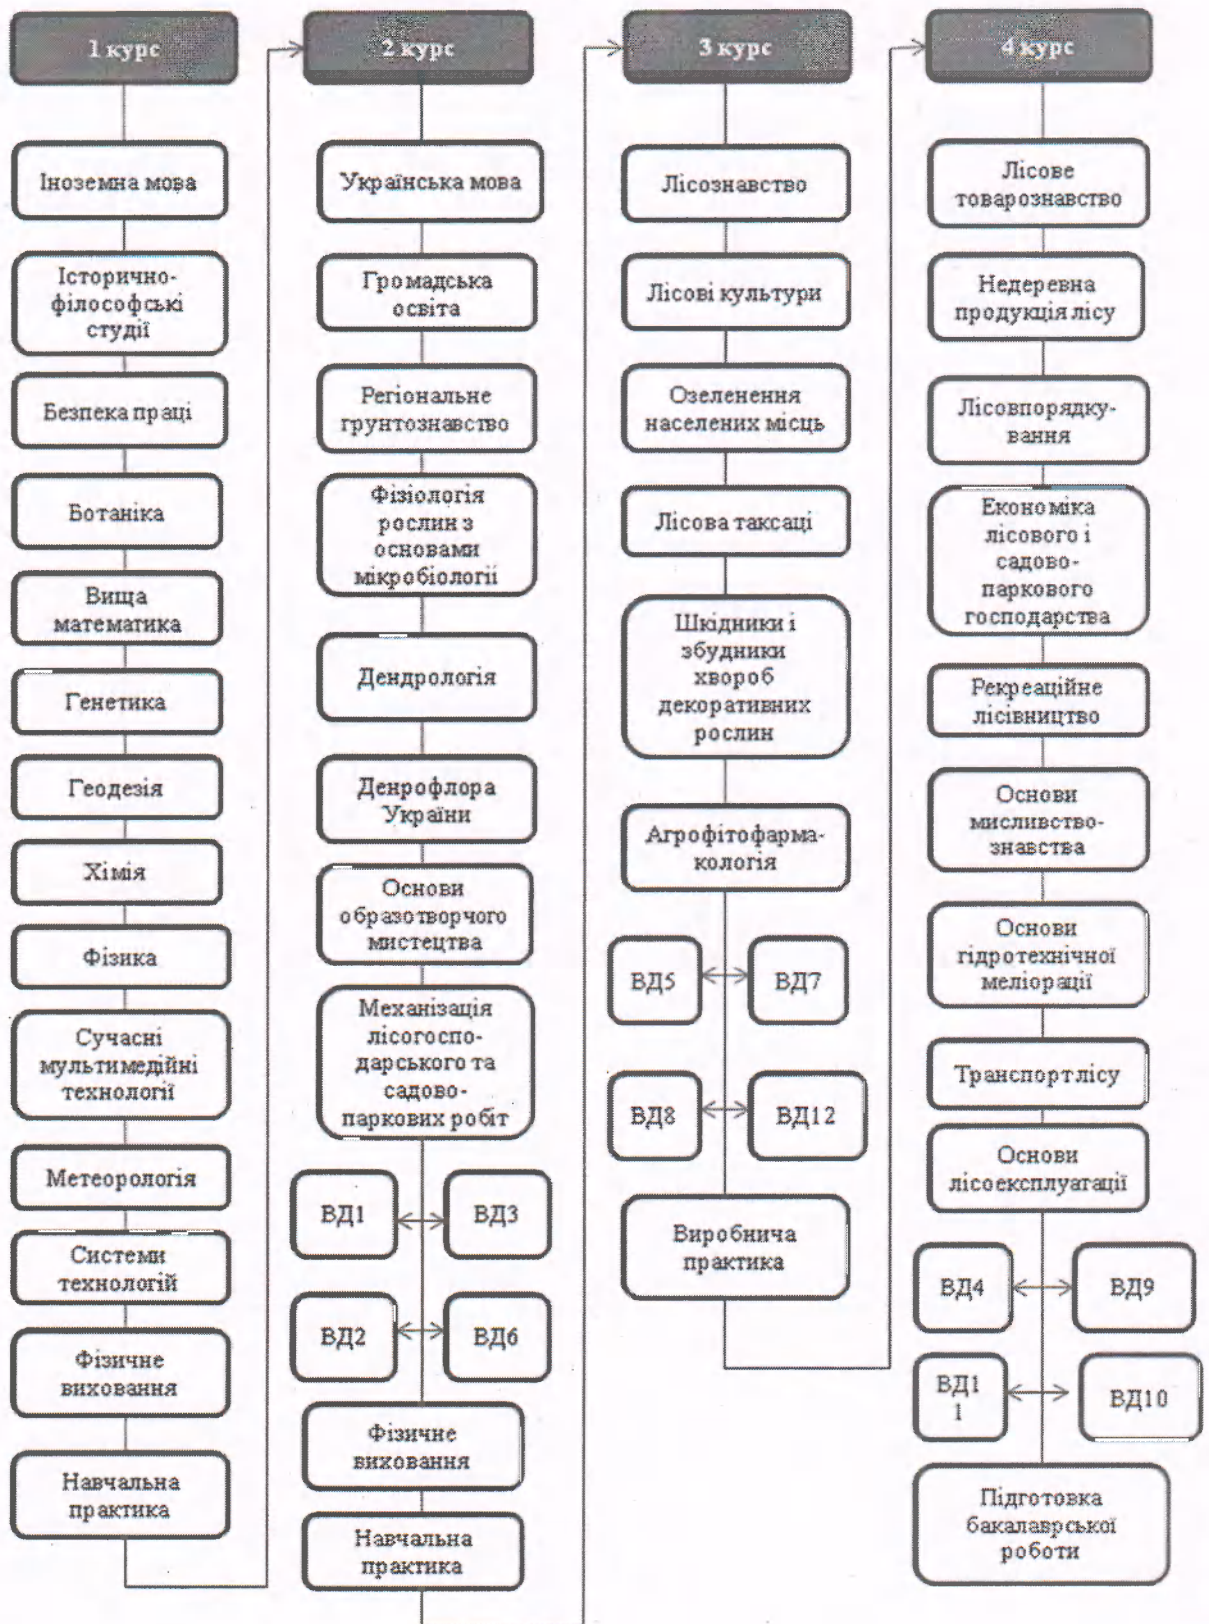 1 курс
Іноземна мова
Історично-
філософські
студії
Безпека праці
Ботаніка
Вища
математика
Генетика
Геодезія
Хімія
Фізика
Сучасні
мультимедійні
технології
Метеорологія
Системи
технологій
Фізичне
виховання
Навчальна
практика
2 курс
Українська мова
Громадська
освіта
Регіональне
грунтознавство
Фізіологія
рослин з
основами
мікробіології
Дендрологія
Денрофлора
України
Основи
образотворчого
мистецтва
Механізація
лісогоспо-
дарського та
садово-
паркових робіт
ВД1
ВД3
ВД2
ВД6
Фізичне
виховання
Навчальна
практика
3 курс
Лісознавство
Лісові культури
Озеленення
населених місць
Лісова таксаці
Шкідники і
збудники
хвороб
декоративних
рослин
Агрофітофарма-
кологія
ВД5
ВД7
ВД8
ВД12
Виробнича
практика
4 курс
Лісове
товарознавство
Недеревна
продукція лісу
Лісовпорядку-
вання
Економіка
лісового і
садово-
паркового
господарства
Рекреаційне
лісівництво
Основи
мисливство-
знавства
Основи
гідротехнічної
меліорації
Транспорт лісу
Основи
лісоексплуатації
ВД4
ВД9
ВД1
1
ВД10
Підготовка
бакалаврської
роботи